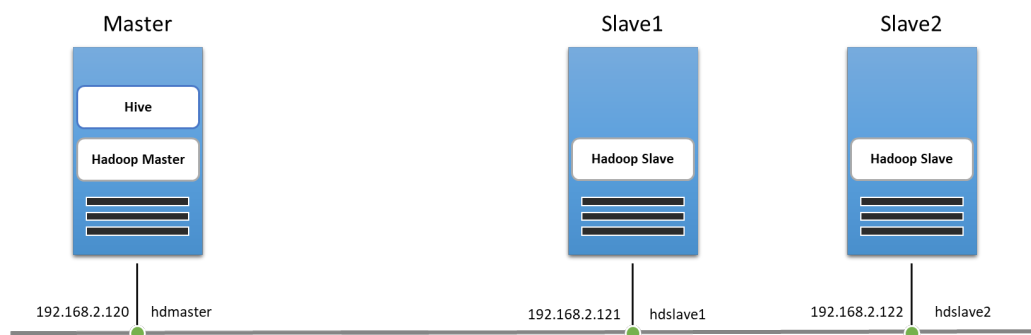 Master
Slave1
Slave2
Hive
Hadoop Master
Hadoop Slave
Hadoop Slave
192.168.2.120 hdmaster
192.168.2.121 hdslave1
192.168.2.122 hdslave2